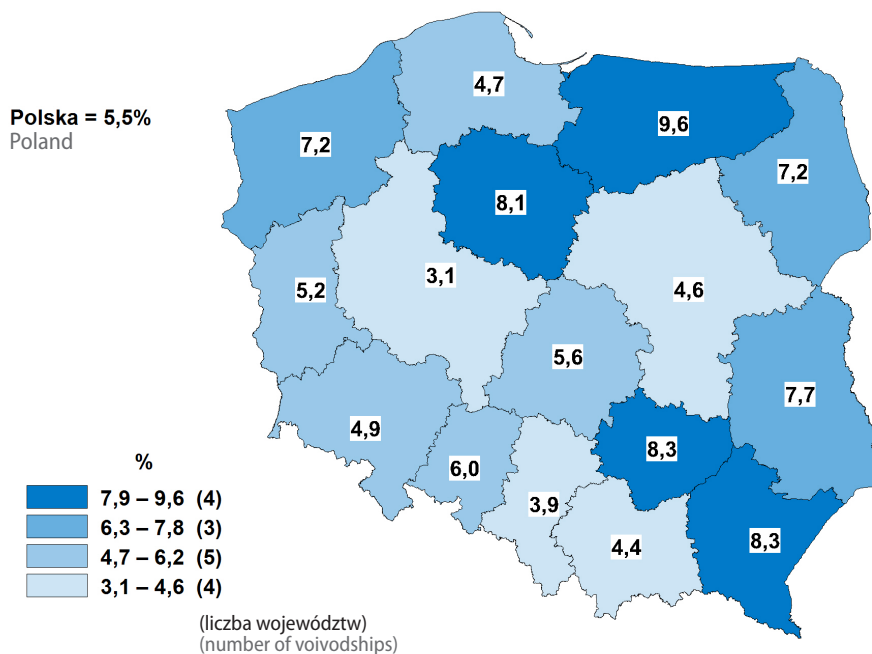 Polska = 5,5%
Poland
4,7
9,6
7,2
7,2
8,1
3,1
5,2
4,6
5,6
7,7
4,9
8,3
6,0
3,9
4,4
8,3
%
7,9 – 9,6 (4)
6,3 – 7,8 (3)
4,7 – 6,2 (5)
3,1 – 4,6 (4)
(liczba województw)
(number of voivodships)